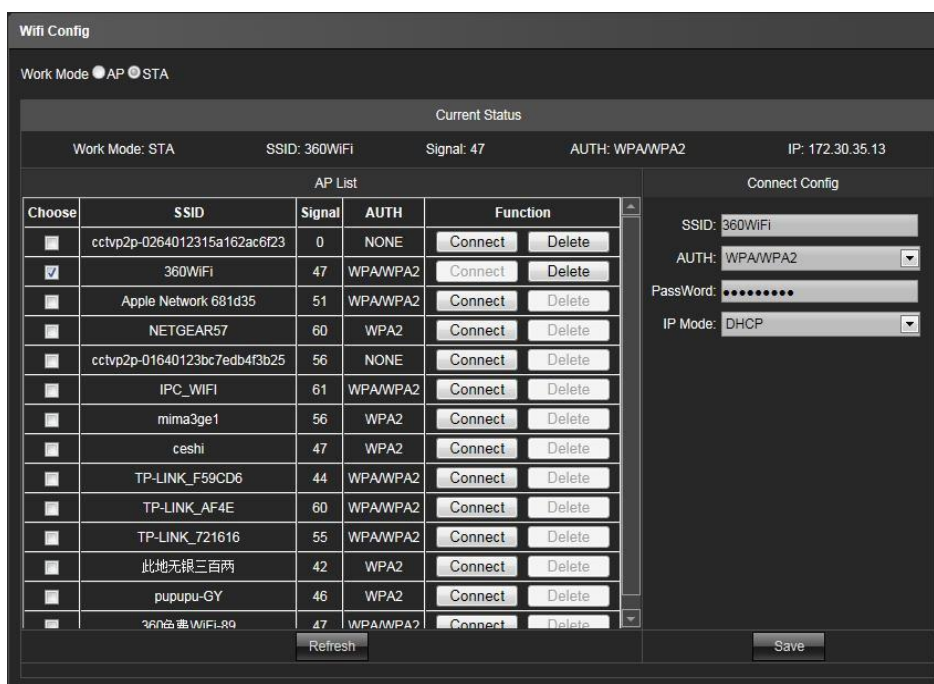 Wifi Config
Work Mode AP STA
Current Status
Work Mode: STA SSID: 360WiFi Signal: 47 AUTH: WPA/WPA2 IP: 172.30.35.13
AP List
Choose SSID Signal AUTH Function
cctvp2p-0264012315a162ac6f23 0 NONE Connect Delete
360WiFi 47 WPA/WPA2 Connect Delete
Apple Network 681d35 51 WPA/WPA2 Connect Delete
NETGEAR57 60 WPA2 Connect Delete
cctvp2p-01640123bc7edb4f3b25 56 NONE Connect Delete
IPC_WIFI 61 WPA/WPA2 Connect Delete
mima3ge1 56 WPA2 Connect Delete
ceshi 47 WPA2 Connect Delete
TP-LINK_F59CD6 44 WPA/WPA2 Connect Delete
TP-LINK_AF4E 60 WPA/WPA2 Connect Delete
TP-LINK_721616 55 WPA/WPA2 Connect Delete
此地无银三百两 42 WPA2 Connect Delete
pupupu-GY 46 WPA2 Connect Delete
47 WPA/WPA2 Connect Delete
Refresh
Connect Config
SSID: 360WiFi
AUTH: WPA/WPA2
PassWord: ●●●●●●●●●
IP Mode: DHCP
Save